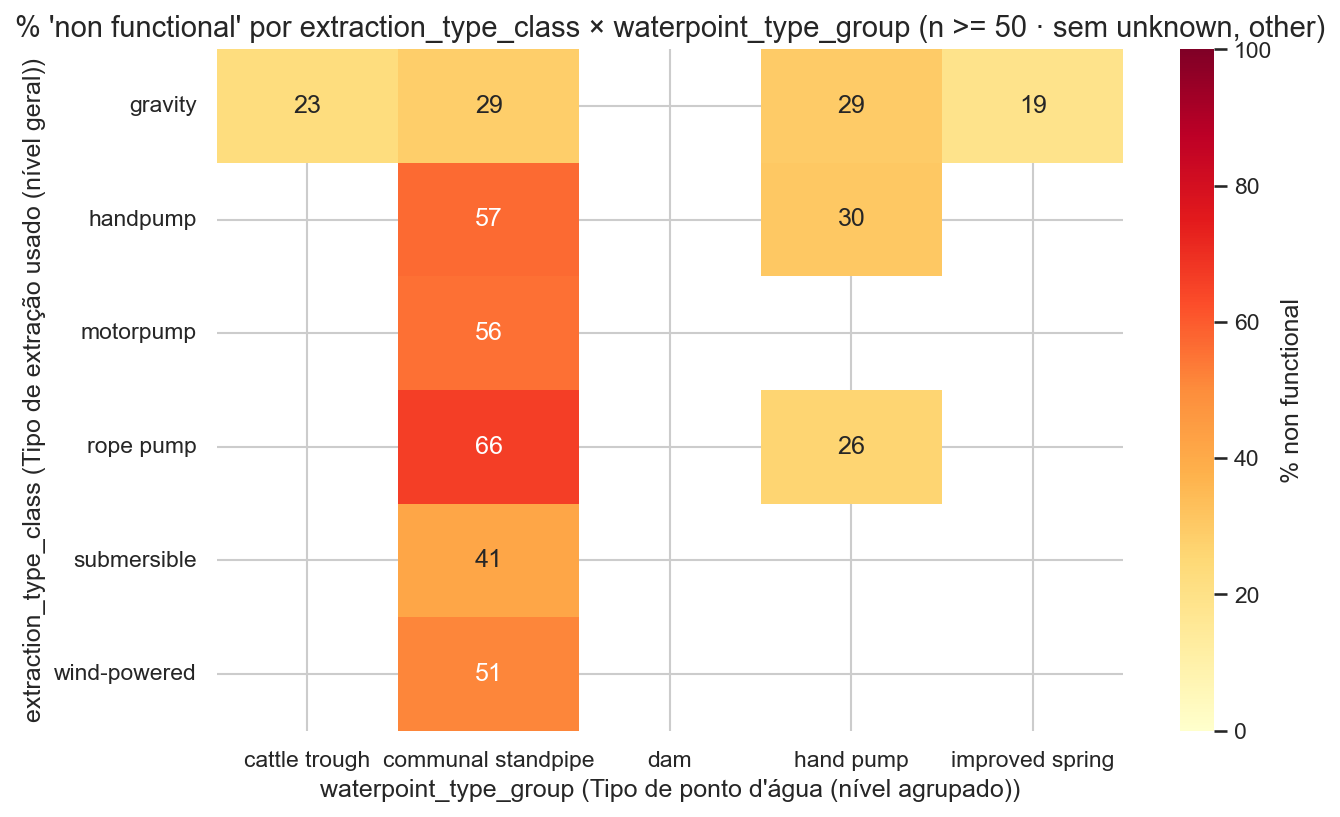 % 'non functional' por extraction_type_class × waterpoint_type_group (n >= 50 · sem unknown, other)
extraction_type_class (Tipo de extração usado (nível geral))
gravity
23
29
29
19
handpump
57
30
motorpump
56
rope pump
66
26
submersible
41
wind-powered
51
cattle trough
communal standpipe
dam
hand pump
improved spring
waterpoint_type_group (Tipo de ponto d'água (nível agrupado))
100
80
60
40
20
0
% non functional